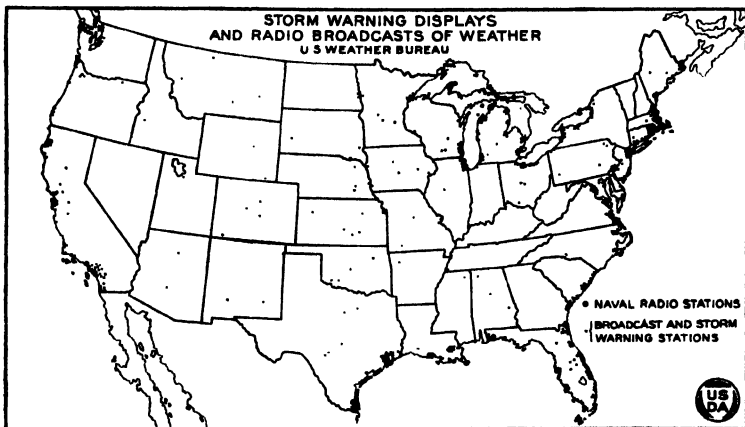 STORM WARNING DISPLAYS
AND RADIO BROADCASTS OF WEATHER
U S WEATHER BUREAU
NAVAL RADIO STATIONS
BROADCAST AND STORM
WARNING STATIONS
US
DA